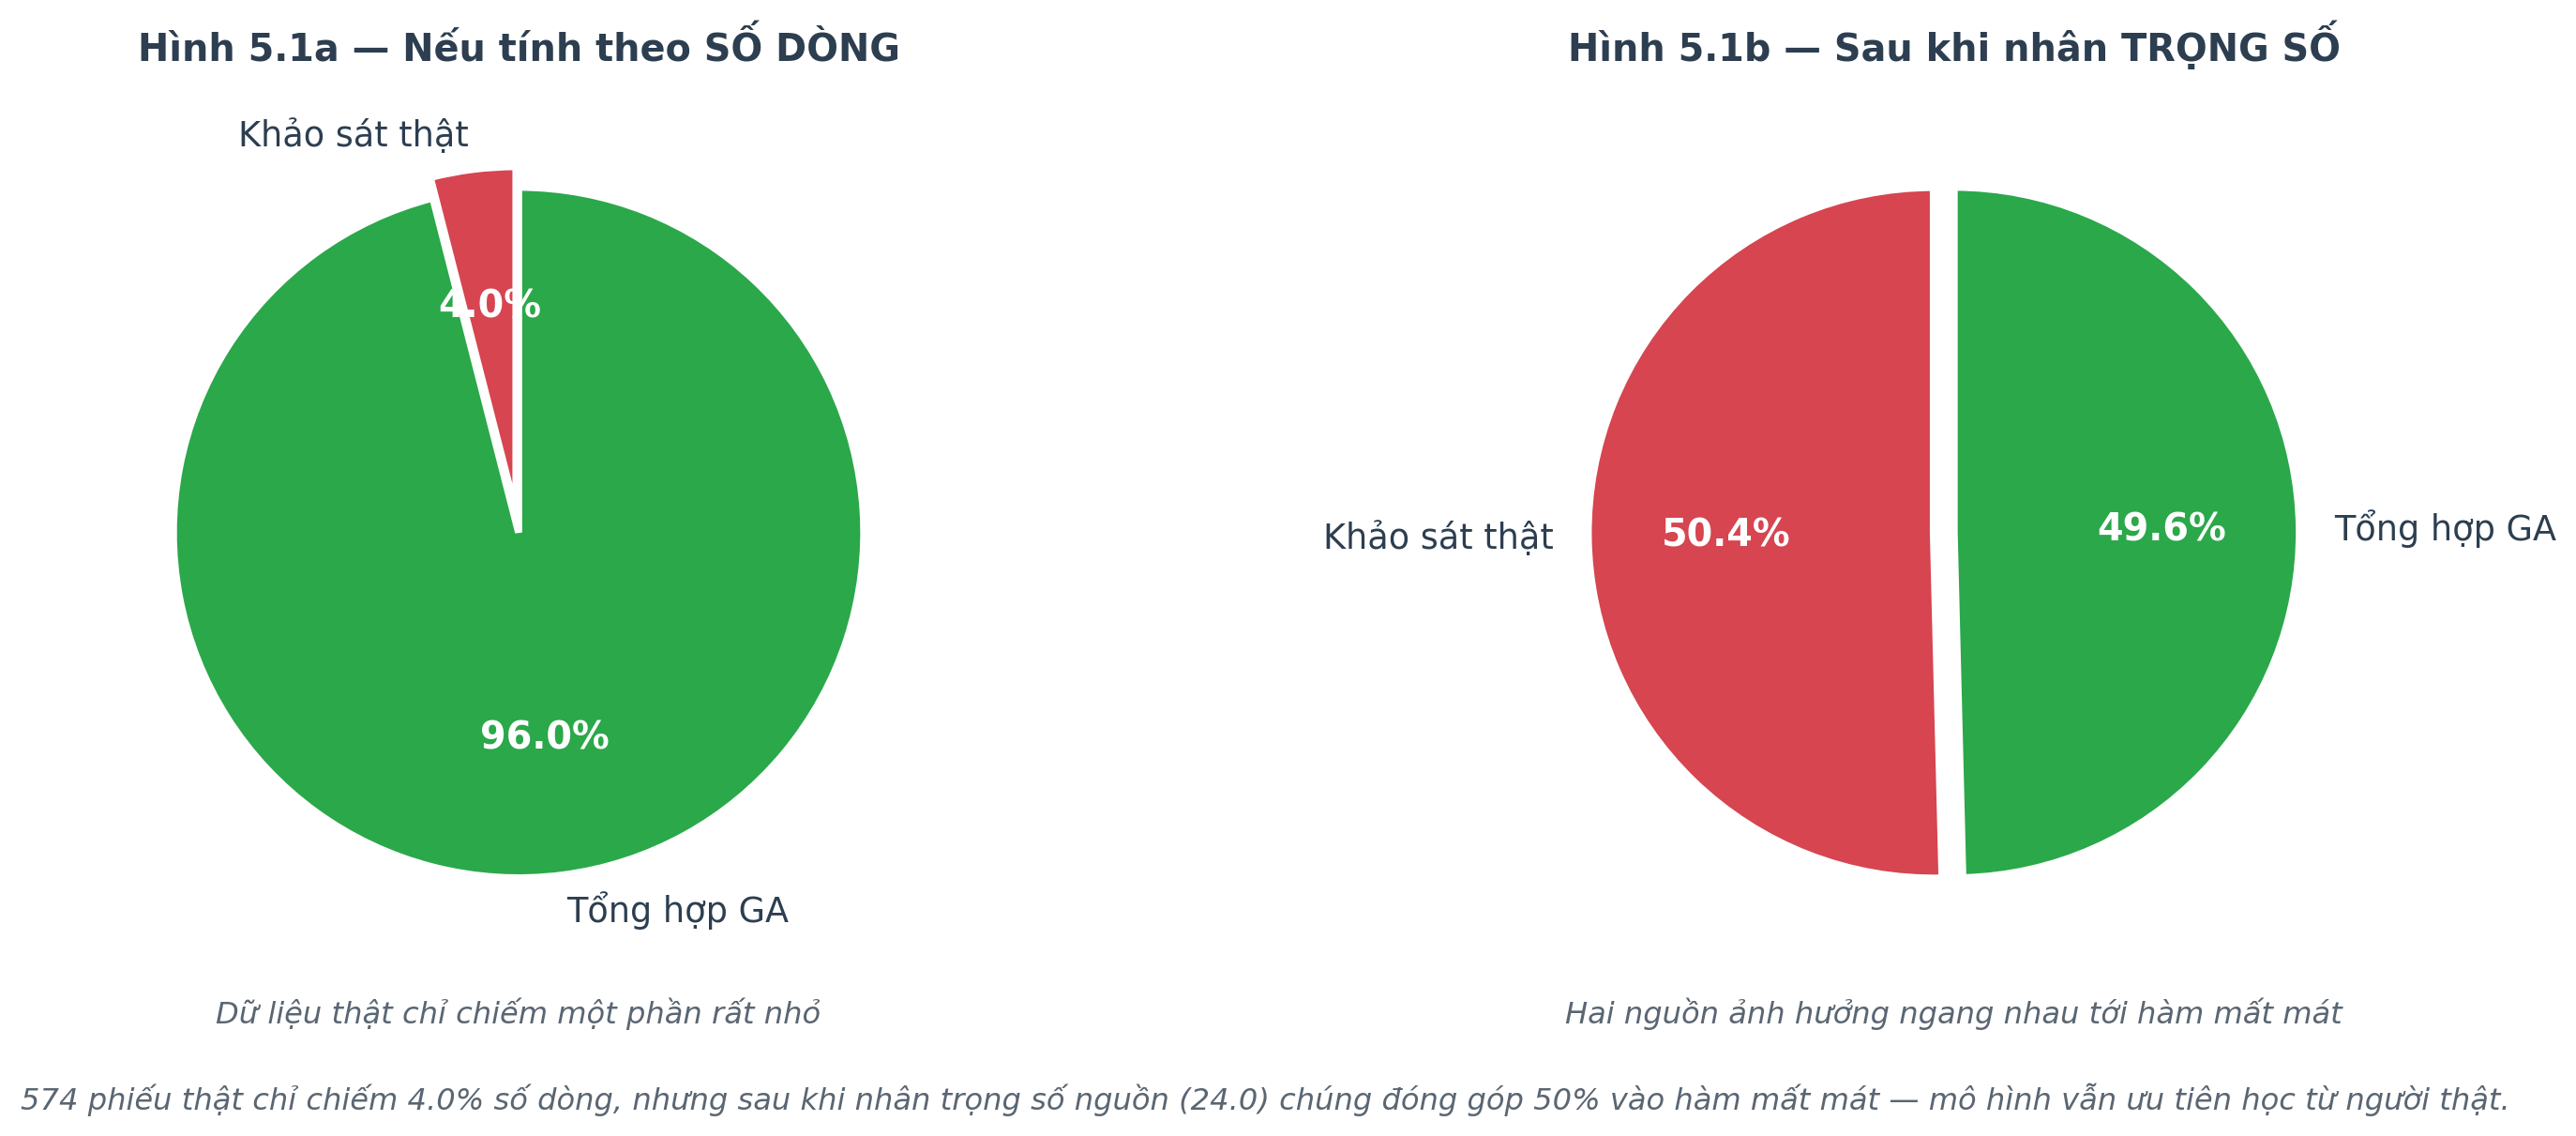 Hình 5.1a — Nếu tính theo SỐ DÒNG
Khảo sát thật
4.0%
96.0%
Tổng hợp GA
Dữ liệu thật chỉ chiếm một phần rất nhỏ
Hình 5.1b — Sau khi nhân TRỌNG SỐ
Khảo sát thật
50.4%
49.6%
Tổng hợp GA
Hai nguồn ảnh hưởng ngang nhau tới hàm mất mát
574 phiếu thật chỉ chiếm 4.0% số dòng, nhưng sau khi nhân trọng số nguồn (24.0) chúng đóng góp 50% vào hàm mất mát — mô hình vẫn ưu tiên học từ người thật.